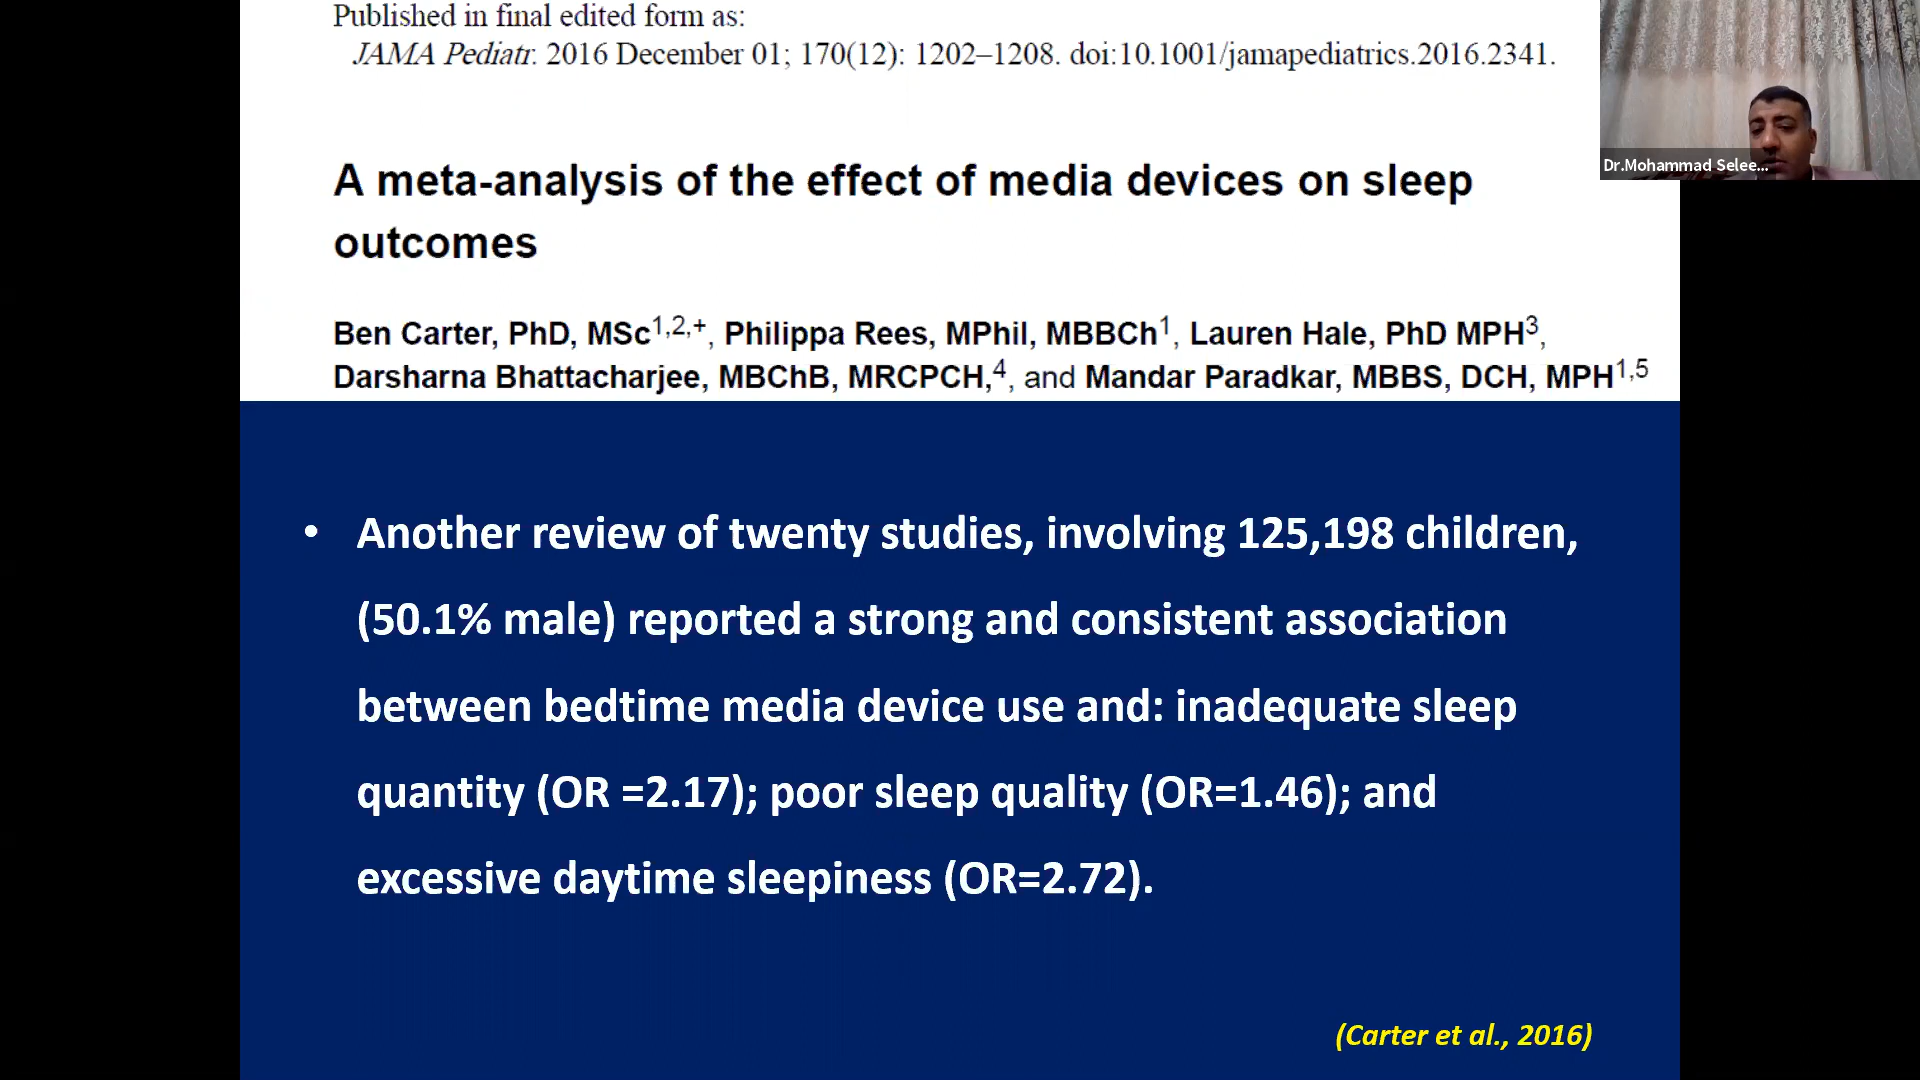 Published in final edited form as:
JAMA Pediatr. 2016 December 01; 170(12): 1202–1208. doi:10.1001/jamapediatrics.2016.2341.
A meta-analysis of the effect of media devices on sleep
outcomes
Ben Carter, PhD, MSc1,2,+, Philippa Rees, MPhil, MBBCh1, Lauren Hale, PhD MPH3,
Darsharna Bhattacharjee, MBChB, MRCPCH,4, and Mandar Paradkar, MBBS, DCH, MPH1,5
Dr.Mohammad Selee...
• Another review of twenty studies, involving 125,198 children,
(50.1% male) reported a strong and consistent association
between bedtime media device use and: inadequate sleep
quantity (OR =2.17); poor sleep quality (OR=1.46); and
excessive daytime sleepiness (OR=2.72).
(Carter et al., 2016)